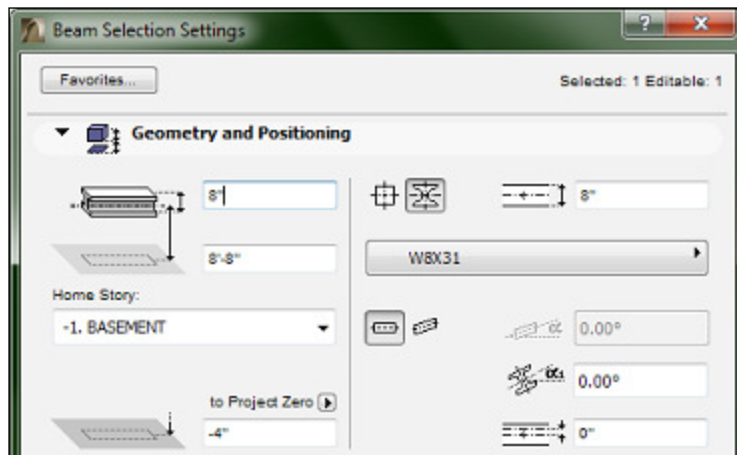 Beam Selection Settings
Favorites...
Selected: 1 Editable: 1
Geometry and Positioning
8"
8"
8'-8"
W8X31
Home Story:
-1. BASEMENT
α 0.00°
α1 0.00°
to Project Zero
-4"
0"